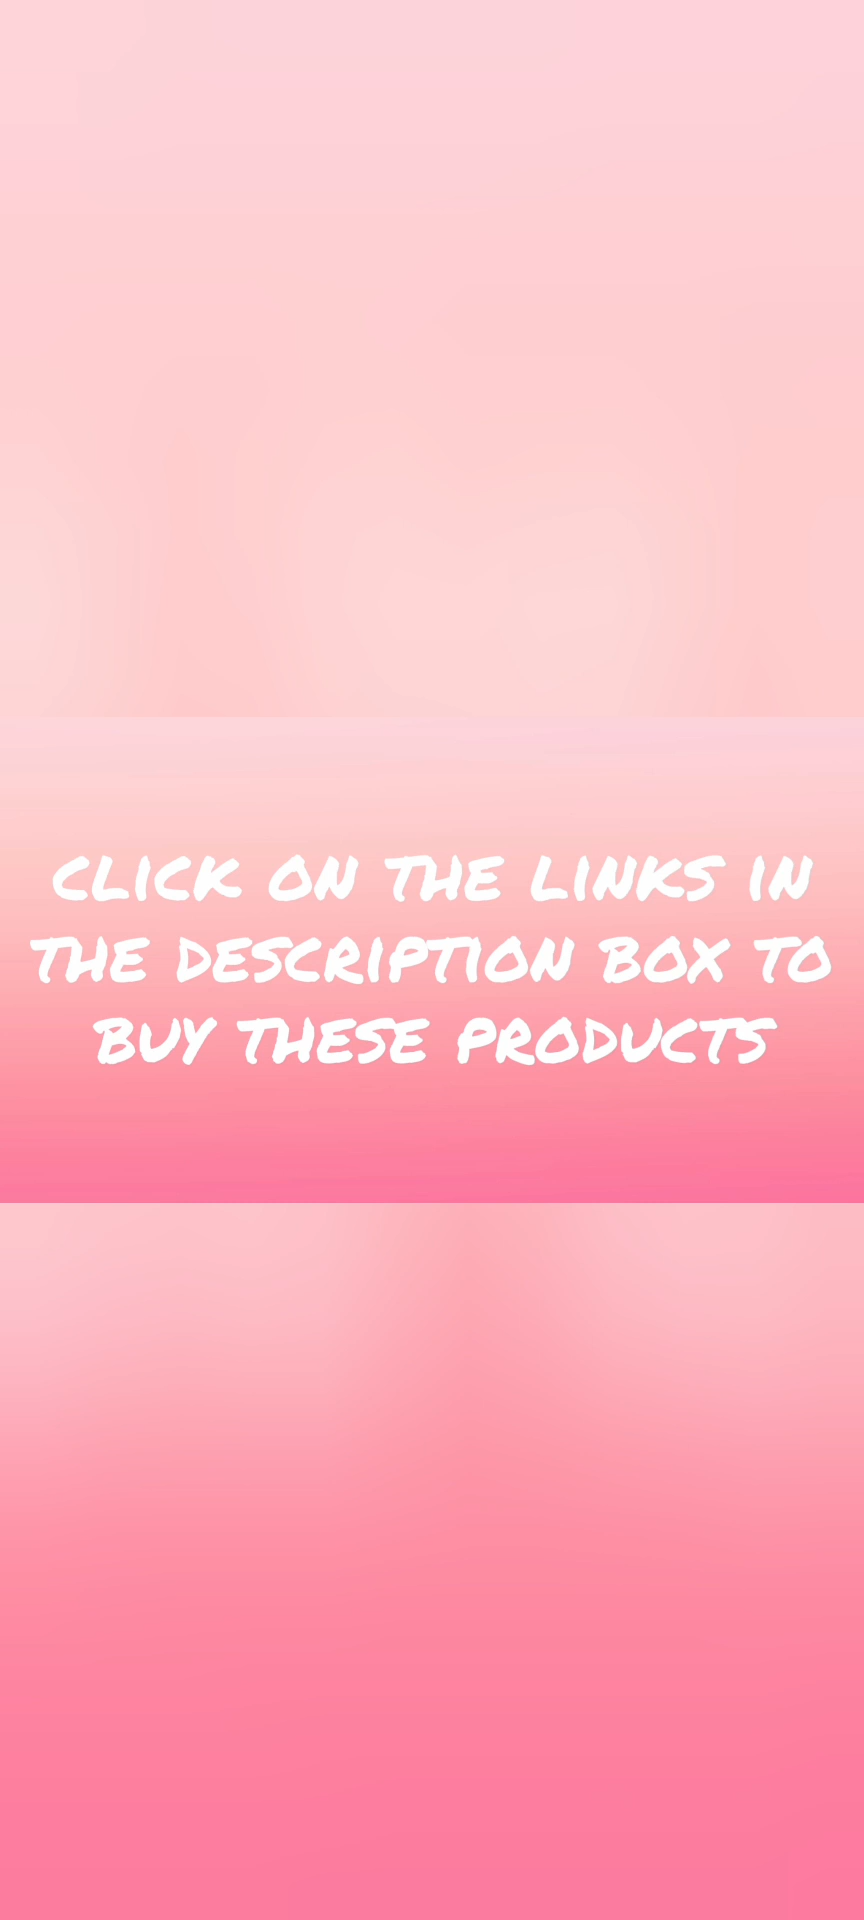 CLICK ON THE LINKS IN
THE DESCRIPTION BOX TO
BUY THESE PRODUCTS